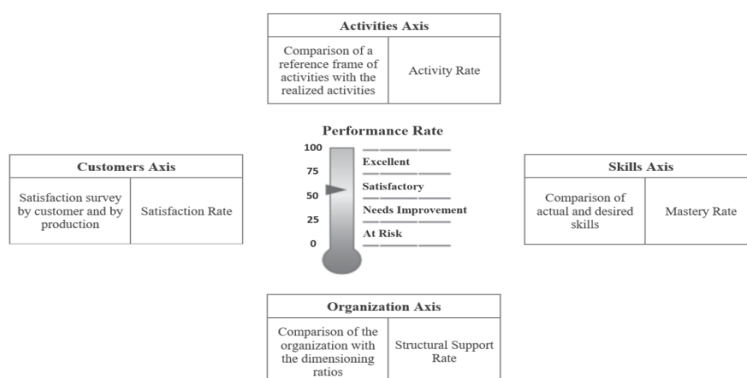 Activities Axis
Comparison of a
reference frame of
activities with the
realized activities
Activity Rate
Performance Rate
100
75
50
25
0
Excellent
Satisfactory
Needs Improvement
At Risk
Customers Axis
Satisfaction survey
by customer and by
production
Satisfaction Rate
Skills Axis
Comparison of
actual and desired
skills
Mastery Rate
Organization Axis
Comparison of the
organization with
the dimensioning
ratios
Structural Support
Rate